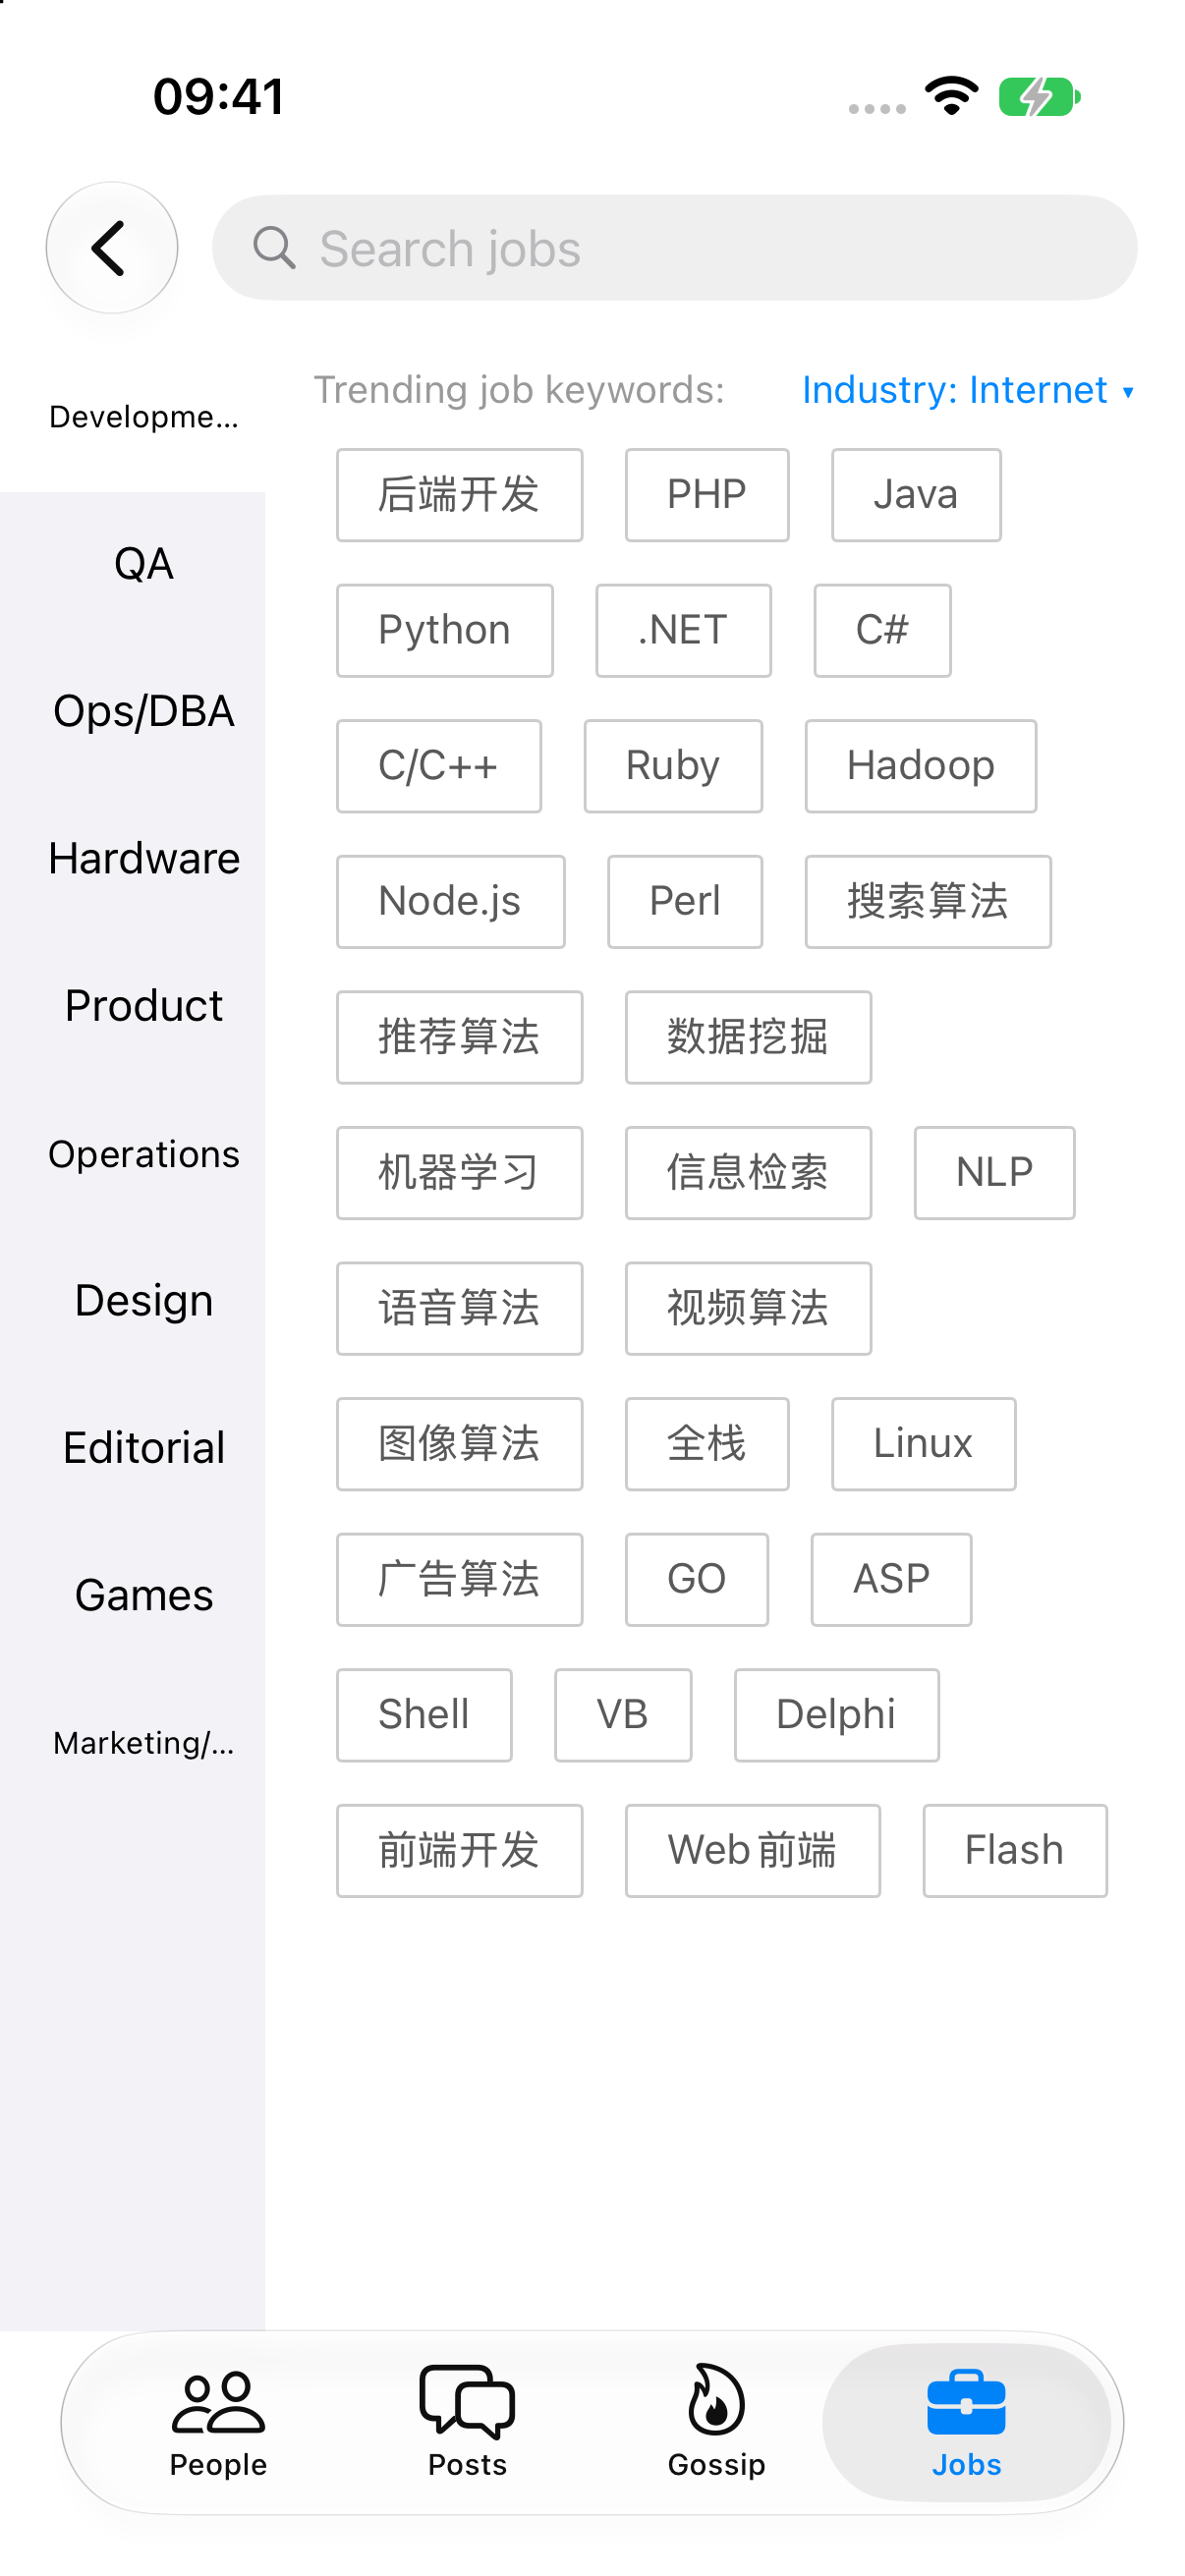 09:41
Search jobs
Developme...
QA
Ops/DBA
Hardware
Product
Operations
Design
Editorial
Games
Marketing/...
Trending job keywords:
Industry: Internet ▾
后端开发 PHP Java
Python .NET C#
C/C++ Ruby Hadoop
Node.js Perl 搜索算法
推荐算法 数据挖掘
机器学习 信息检索 NLP
语音算法 视频算法
图像算法 全栈 Linux
广告算法 GO ASP
Shell VB Delphi
前端开发 Web前端 Flash
People Posts Gossip Jobs